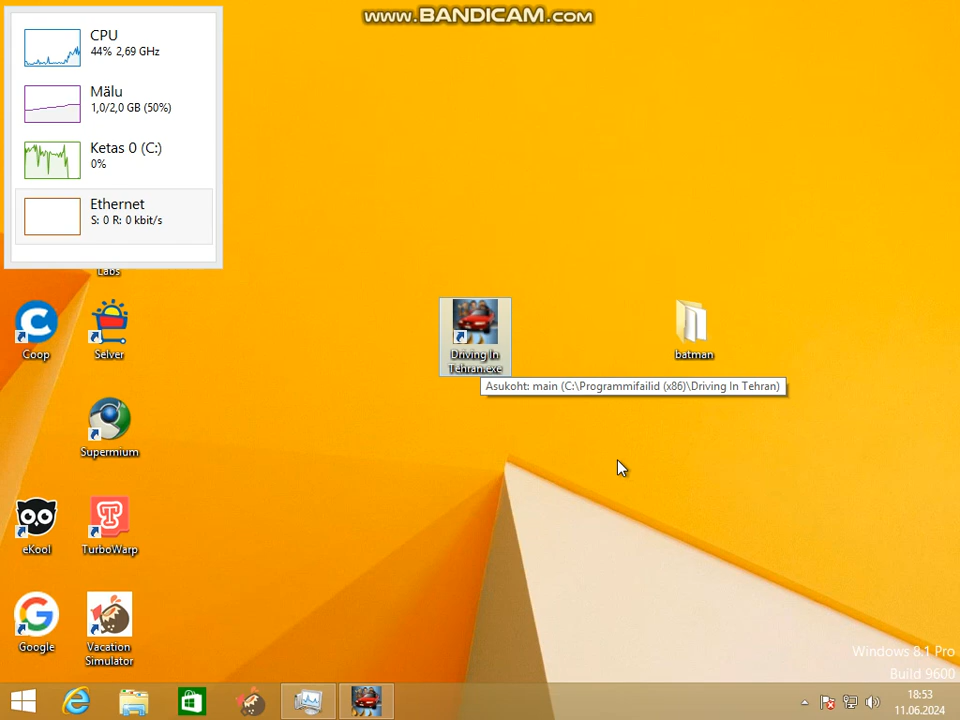 www.BANDICAM.com
CPU
44% 2,69 GHz
Mälu
1,0/2,0 GB (50%)
Ketas 0 (C:)
0%
Ethernet
S: 0 R: 0 kbit/s
Labs
Coop
Selver
Driving In
Tehran.exe
batman
Asukoht: main (C:\Programmifailid (x86)\Driving In Tehran)
Supermium
eKool
TurboWarp
Google
Vacation
Simulator
Windows 8.1 Pro
Build 9600
18:53
11.06.2024